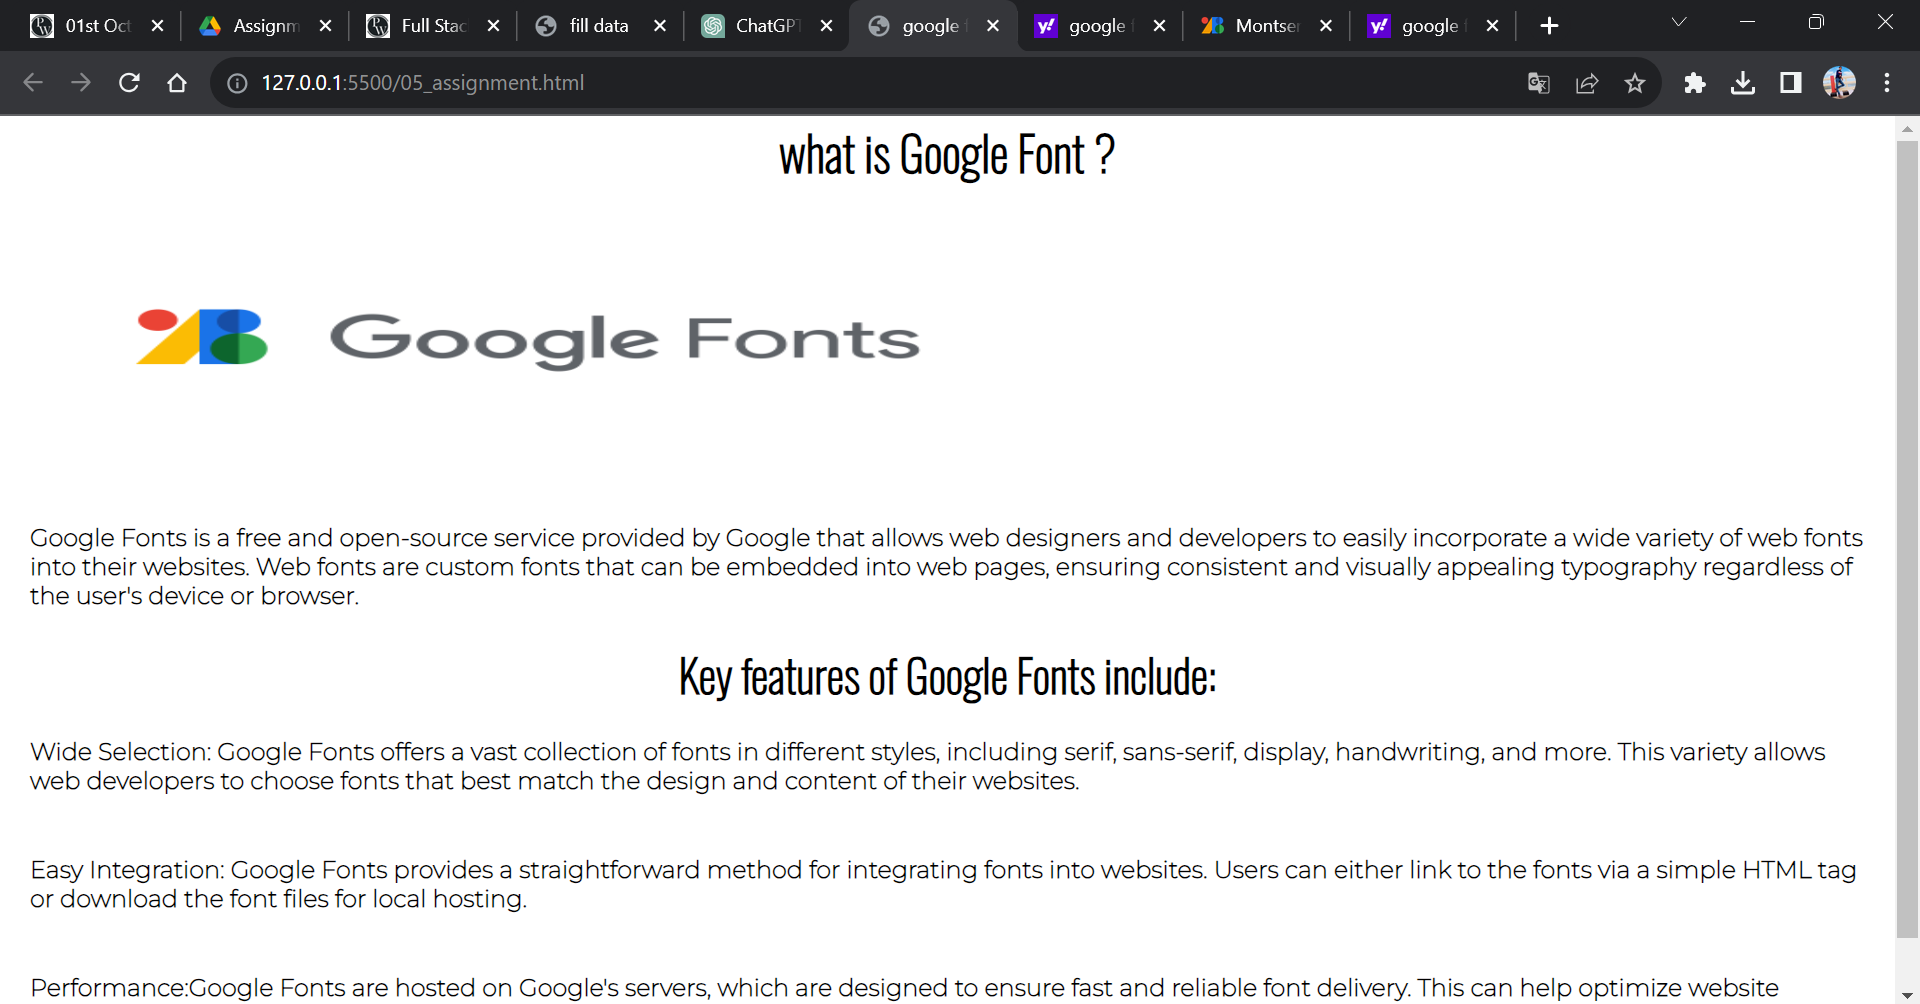 01st Oct
Assignm
Full Stac
fill data
ChatGPT
google f
google f
Montser
google f
127.0.0.1:5500/05_assignment.html
what is Google Font ?
Google Fonts
Google Fonts is a free and open-source service provided by Google that allows web designers and developers to easily incorporate a wide variety of web fonts
into their websites. Web fonts are custom fonts that can be embedded into web pages, ensuring consistent and visually appealing typography regardless of
the user's device or browser.
Key features of Google Fonts include:
Wide Selection: Google Fonts offers a vast collection of fonts in different styles, including serif, sans-serif, display, handwriting, and more. This variety allows
web developers to choose fonts that best match the design and content of their websites.
Easy Integration: Google Fonts provides a straightforward method for integrating fonts into websites. Users can either link to the fonts via a simple HTML tag
or download the font files for local hosting.
Performance:Google Fonts are hosted on Google's servers, which are designed to ensure fast and reliable font delivery. This can help optimize website